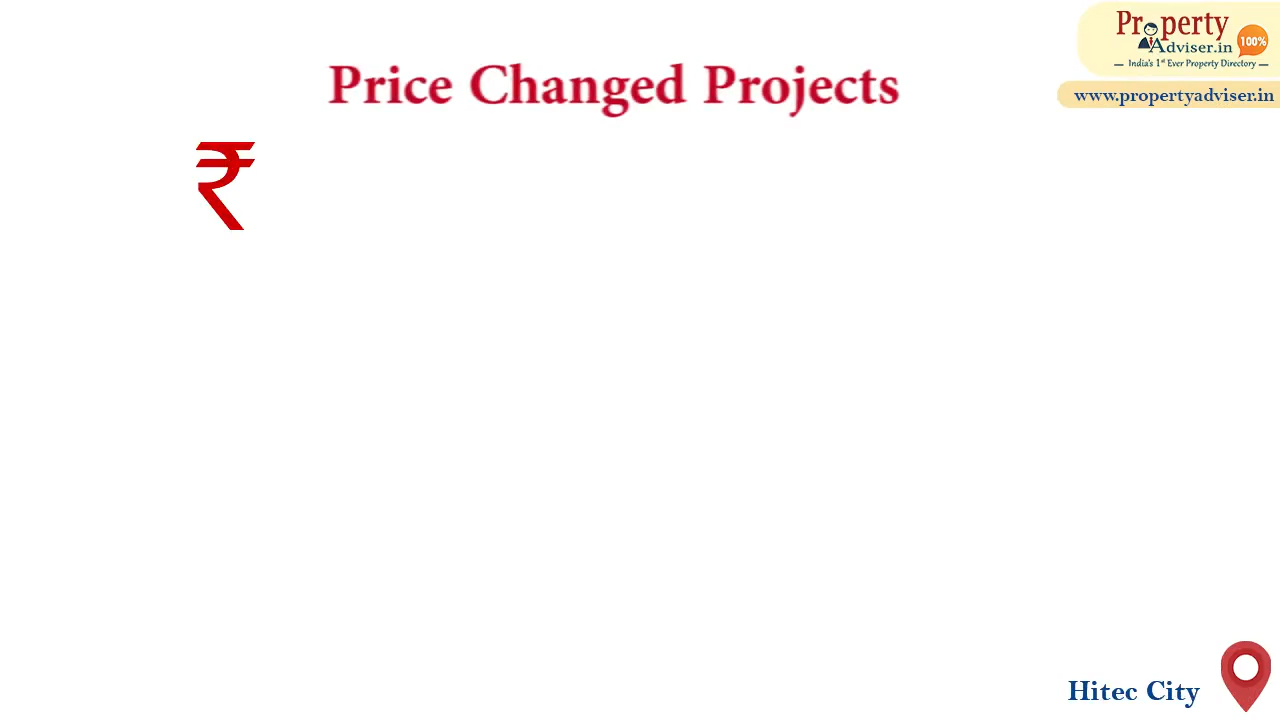 Property
Adviser.in
100%
— India's 1st Ever Property Directory —
www.propertyadviser.in
Price Changed Projects
₹
Hitec City